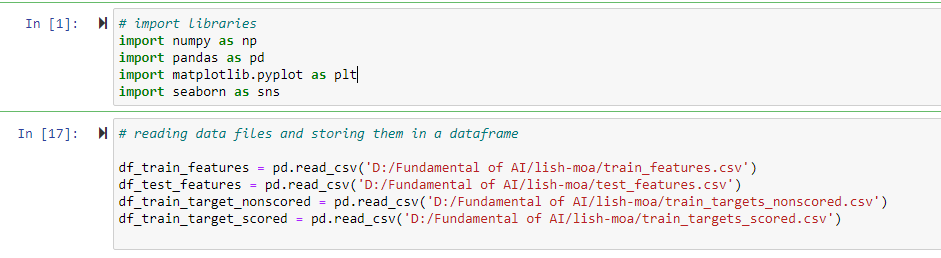 In [1]:
# import libraries
import numpy as np
import pandas as pd
import matplotlib.pyplot as plt
import seaborn as sns
In [17]:
# reading data files and storing them in a dataframe
df_train_features = pd.read_csv('D:/Fundamental of AI/lish-moa/train_features.csv')
df_test_features = pd.read_csv('D:/Fundamental of AI/lish-moa/test_features.csv')
df_train_target_nonscored = pd.read_csv('D:/Fundamental of AI/lish-moa/train_targets_nonscored.csv')
df_train_target_scored = pd.read_csv('D:/Fundamental of AI/lish-moa/train_targets_scored.csv')